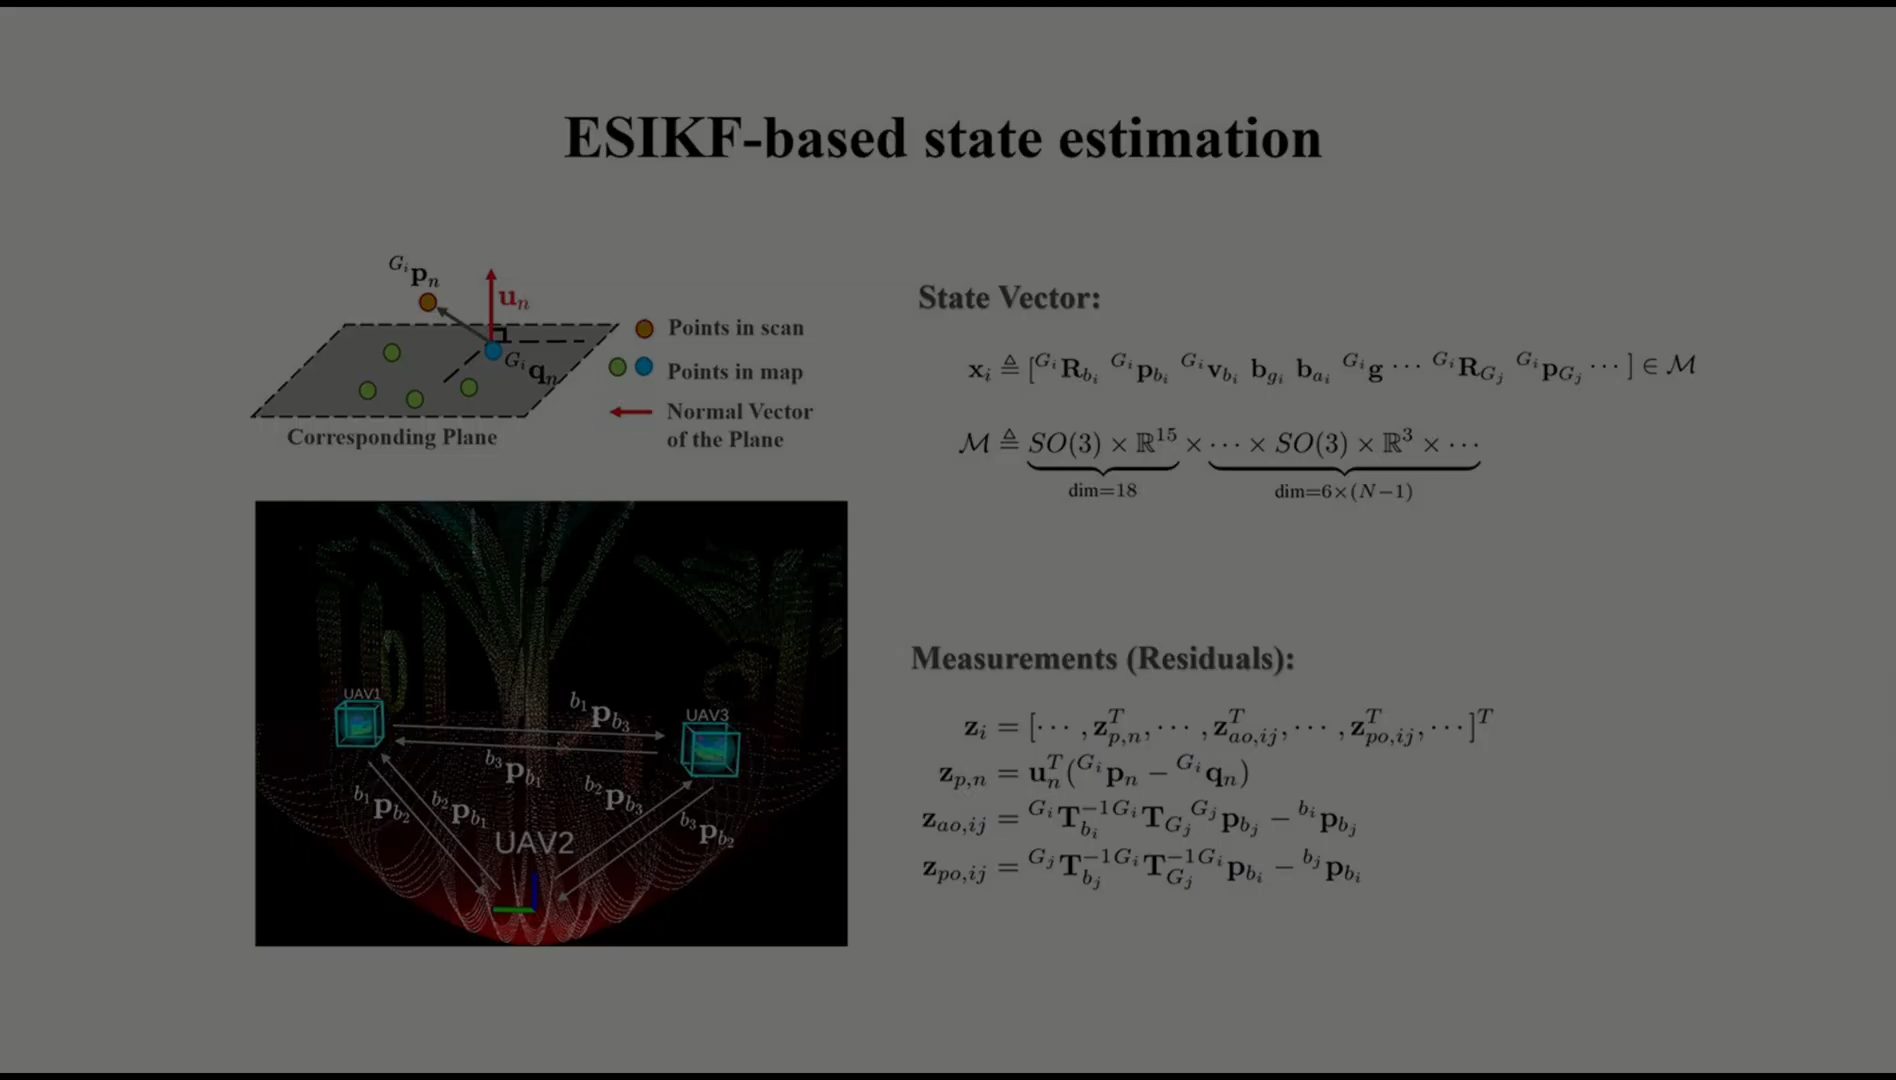 ESIKF-based state estimation
$^{G_i}\mathbf{p}_n$
$\mathbf{u}_n$
$^{G_i}\mathbf{q}_n$
Corresponding Plane
Points in scan
Points in map
Normal Vector
of the Plane
State Vector:
$\mathbf{x}_i \triangleq [^{G_i}\mathbf{R}_{b_i}\ ^{G_i}\mathbf{p}_{b_i}\ ^{G_i}\mathbf{v}_{b_i}\ \mathbf{b}_{g_i}\ \mathbf{b}_{a_i}\ ^{G_i}\mathbf{g} \cdots {}^{G_i}\mathbf{R}_{G_j}\ ^{G_i}\mathbf{p}_{G_j} \cdots] \in \mathcal{M}$
$\mathcal{M} \triangleq \underbrace{SO(3) \times \mathbb{R}^{15}}_{\text{dim}=18} \times \underbrace{\cdots \times SO(3) \times \mathbb{R}^{3} \times \cdots}_{\text{dim}=6\times(N-1)}$
UAV1
UAV3
$^{b_1}\mathbf{p}_{b_3}$
$^{b_3}\mathbf{p}_{b_1}$
$^{b_1}\mathbf{p}_{b_2}$
$^{b_2}\mathbf{p}_{b_1}$
$^{b_2}\mathbf{p}_{b_3}$
$^{b_3}\mathbf{p}_{b_2}$
UAV2
Measurements (Residuals):
$\mathbf{z}_i = [\cdots, \mathbf{z}_{p,n}^T, \cdots, \mathbf{z}_{ao,ij}^T, \cdots, \mathbf{z}_{po,ij}^T, \cdots]^T$
$\mathbf{z}_{p,n} = \mathbf{u}_n^T(^{G_i}\mathbf{p}_n - {}^{G_i}\mathbf{q}_n)$
$\mathbf{z}_{ao,ij} = {}^{G_i}\mathbf{T}_{b_i}^{-1}{}^{G_i}\mathbf{T}_{G_j}{}^{G_j}\mathbf{p}_{b_j} - {}^{b_i}\mathbf{p}_{b_j}$
$\mathbf{z}_{po,ij} = {}^{G_j}\mathbf{T}_{b_j}^{-1}{}^{G_i}\mathbf{T}_{G_j}^{-1}{}^{G_i}\mathbf{p}_{b_i} - {}^{b_j}\mathbf{p}_{b_i}$